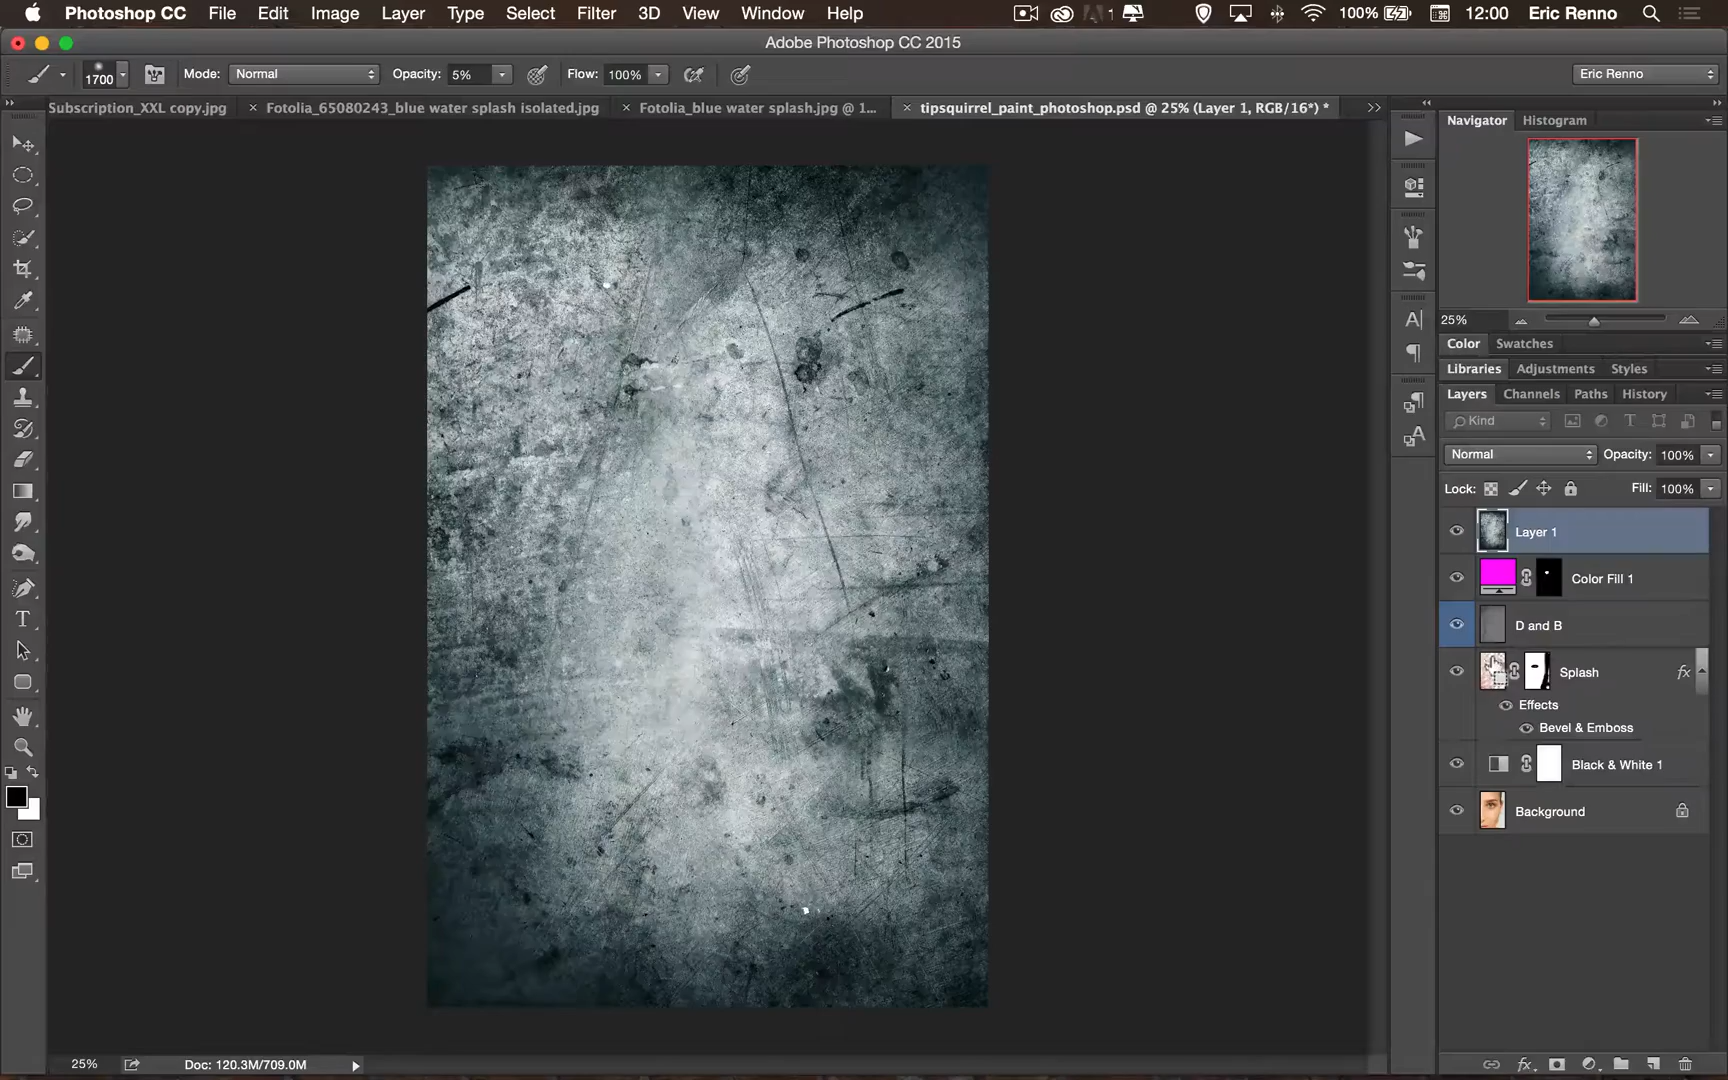 Photoshop CC File Edit Image Layer Type Select Filter 3D View Window Help 1 100% 12:00 Eric Renno
Adobe Photoshop CC 2015
1700 Mode: Normal Opacity: 5% Flow: 100% Eric Renno
Subscription_XXL copy.jpg × Fotolia_65080243_blue water splash isolated.jpg × Fotolia_blue water splash.jpg @ 1... × tipsquirrel_paint_photoshop.psd @ 25% (Layer 1, RGB/16*) *
Navigator Histogram
25%
Color Swatches
Libraries Adjustments Styles
Layers Channels Paths History
Kind
Normal Opacity: 100%
Lock: Fill: 100%
Layer 1
Color Fill 1
D and B
Splash fx
Effects
Bevel & Emboss
Black & White 1
Background
25% Doc: 120.3M/709.0M